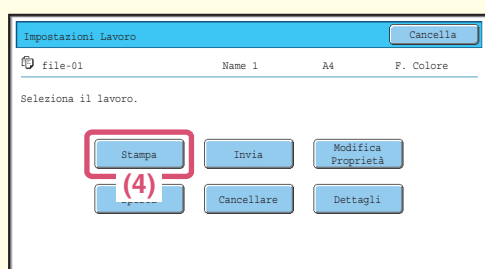 Impostazioni Lavoro Cancella
file-01 Name 1 A4 F. Colore
Seleziona il lavoro.
Stampa Invia Modifica Proprietà
(4) Cancellare Dettagli